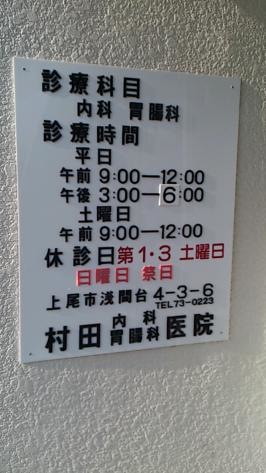 診療科目
内科 胃腸科
診療時間
平日
午前 9:00―12:00
午後 3:00―6:00
土曜日
午前 9:00―12:00
休診日 第1・3 土曜日
日曜日 祭日
上尾市浅間台 4-3-6
TEL73-0223
村田 内科 胃腸科 医院